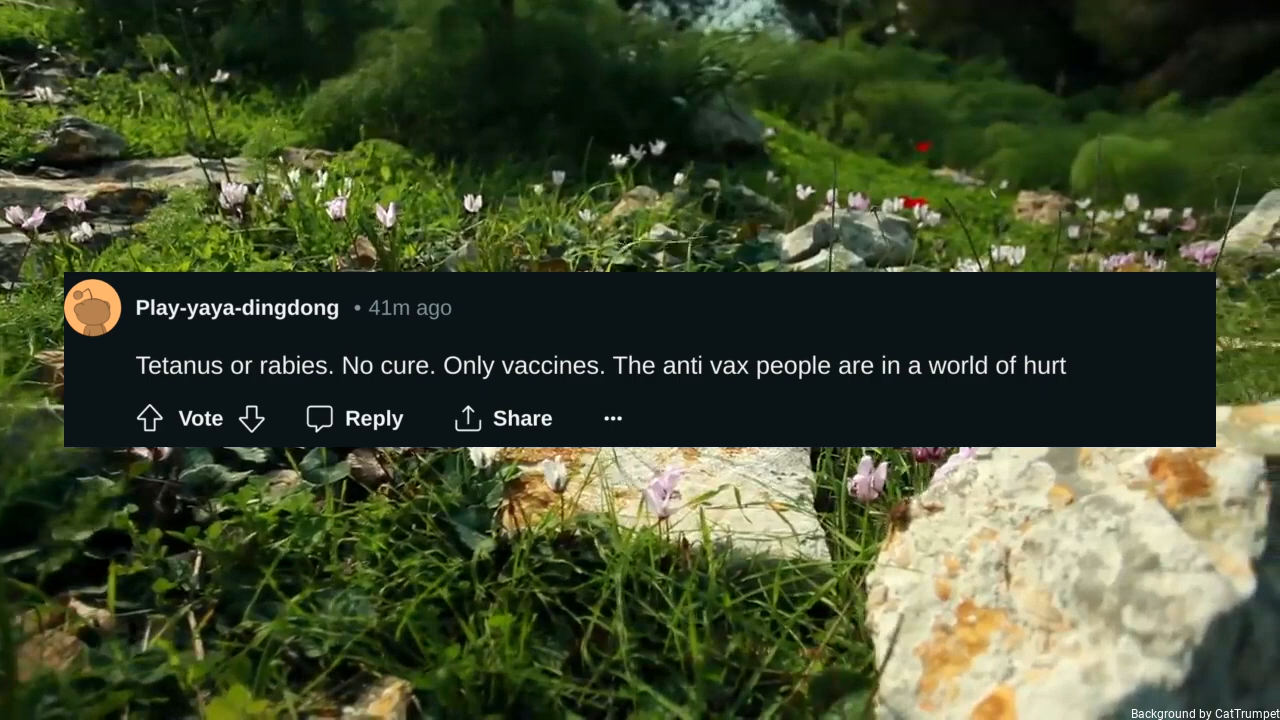 Play-yaya-dingdong • 41m ago
Tetanus or rabies. No cure. Only vaccines. The anti vax people are in a world of hurt
Vote Reply Share ···
Background by CatTrumpet